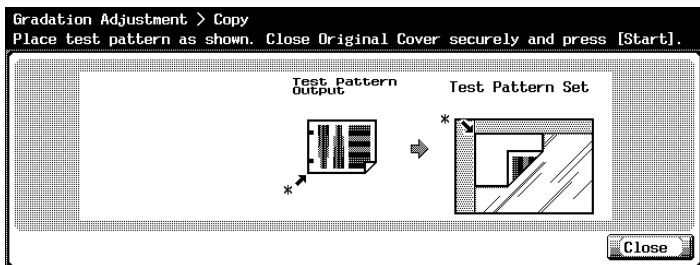 Gradation Adjustment > Copy
Place test pattern as shown. Close Original Cover securely and press [Start].
Test Pattern
Output
Test Pattern Set
*
*
Close